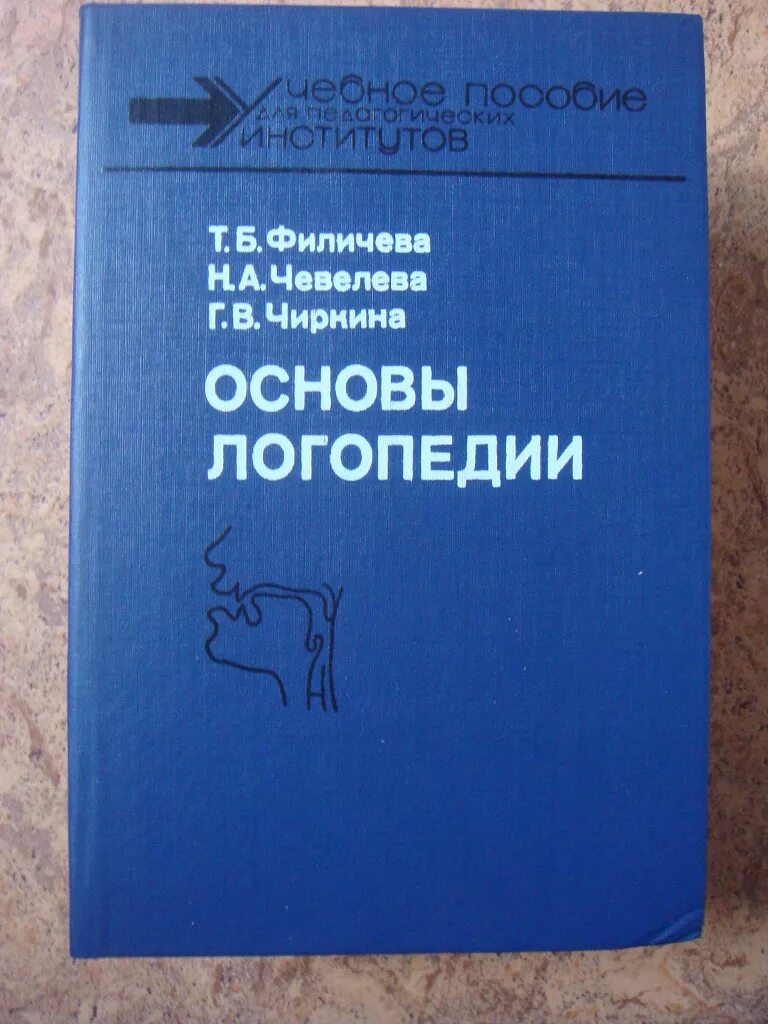 Учебное пособие
для педагогических
институтов
Т.Б.Филичева
Н.А.Чевелева
Г.В.Чиркина
ОСНОВЫ
ЛОГОПЕДИИ